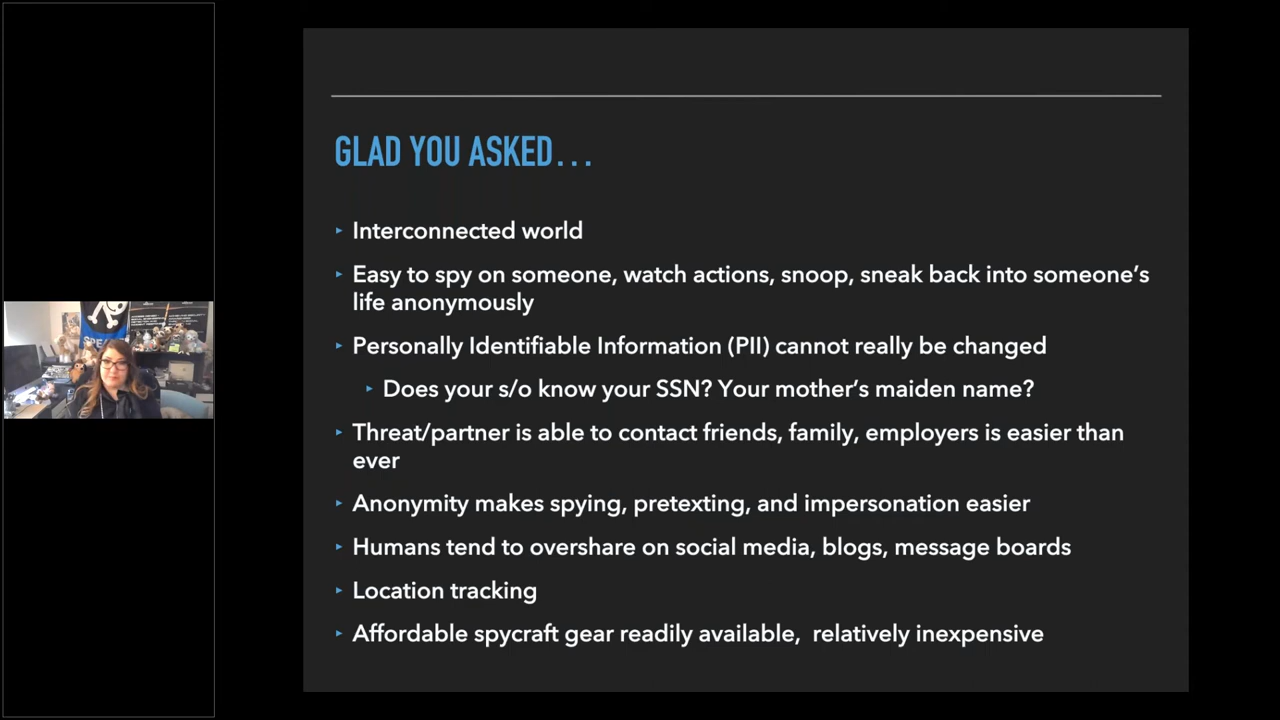 GLAD YOU ASKED...
‣ Interconnected world
‣ Easy to spy on someone, watch actions, snoop, sneak back into someone’s
life anonymously
‣ Personally Identifiable Information (PII) cannot really be changed
‣ Does your s/o know your SSN? Your mother’s maiden name?
‣ Threat/partner is able to contact friends, family, employers is easier than
ever
‣ Anonymity makes spying, pretexting, and impersonation easier
‣ Humans tend to overshare on social media, blogs, message boards
‣ Location tracking
‣ Affordable spycraft gear readily available,  relatively inexpensive